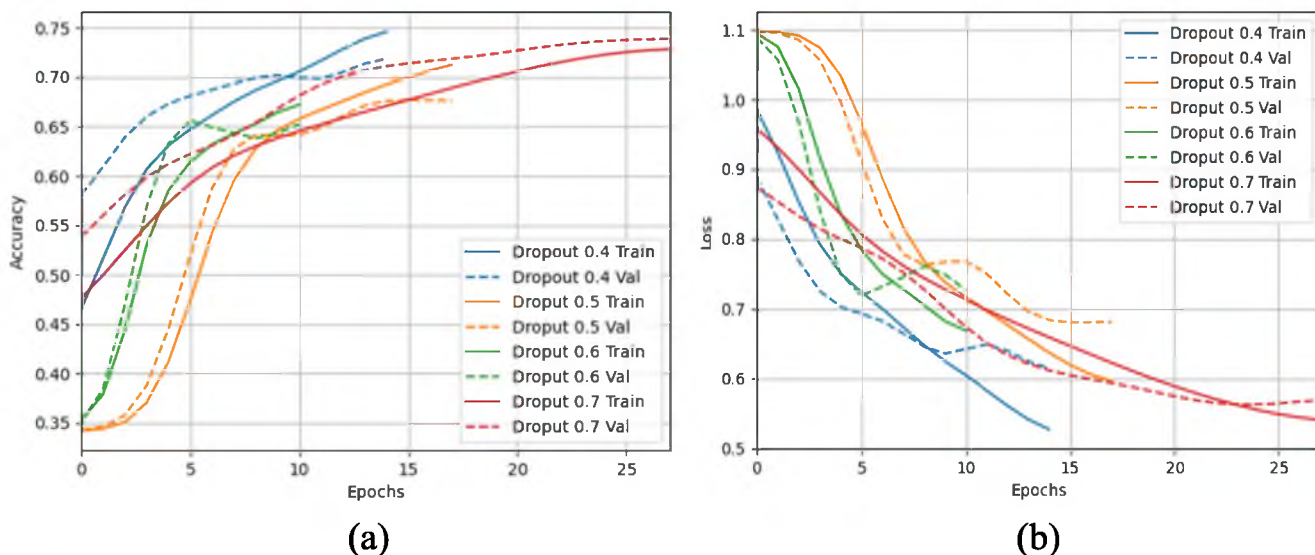 0.75
0.70
0.65
0.60
0.55
0.50
0.45
0.40
0.35
Accuracy
0
5
10
15
20
25
Epochs
Dropout 0.4 Train
Dropout 0.4 Val
Droput 0.5 Train
Droput 0.5 Val
Droput 0.6 Train
Droput 0.6 Val
Droput 0.7 Train
Droput 0.7 Val
(a)
1.1
1.0
0.9
0.8
0.7
0.6
0.5
Loss
0
5
10
15
20
25
Epochs
Dropout 0.4 Train
Dropout 0.4 Val
Droput 0.5 Train
Droput 0.5 Val
Droput 0.6 Train
Droput 0.6 Val
Droput 0.7 Train
Droput 0.7 Val
(b)